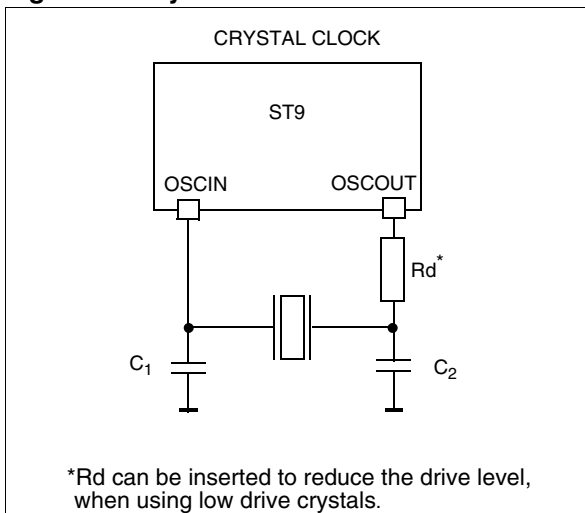 CRYSTAL CLOCK
ST9
OSCIN OSCOUT
Rd*
C1 C2
*Rd can be inserted to reduce the drive level,
when using low drive crystals.